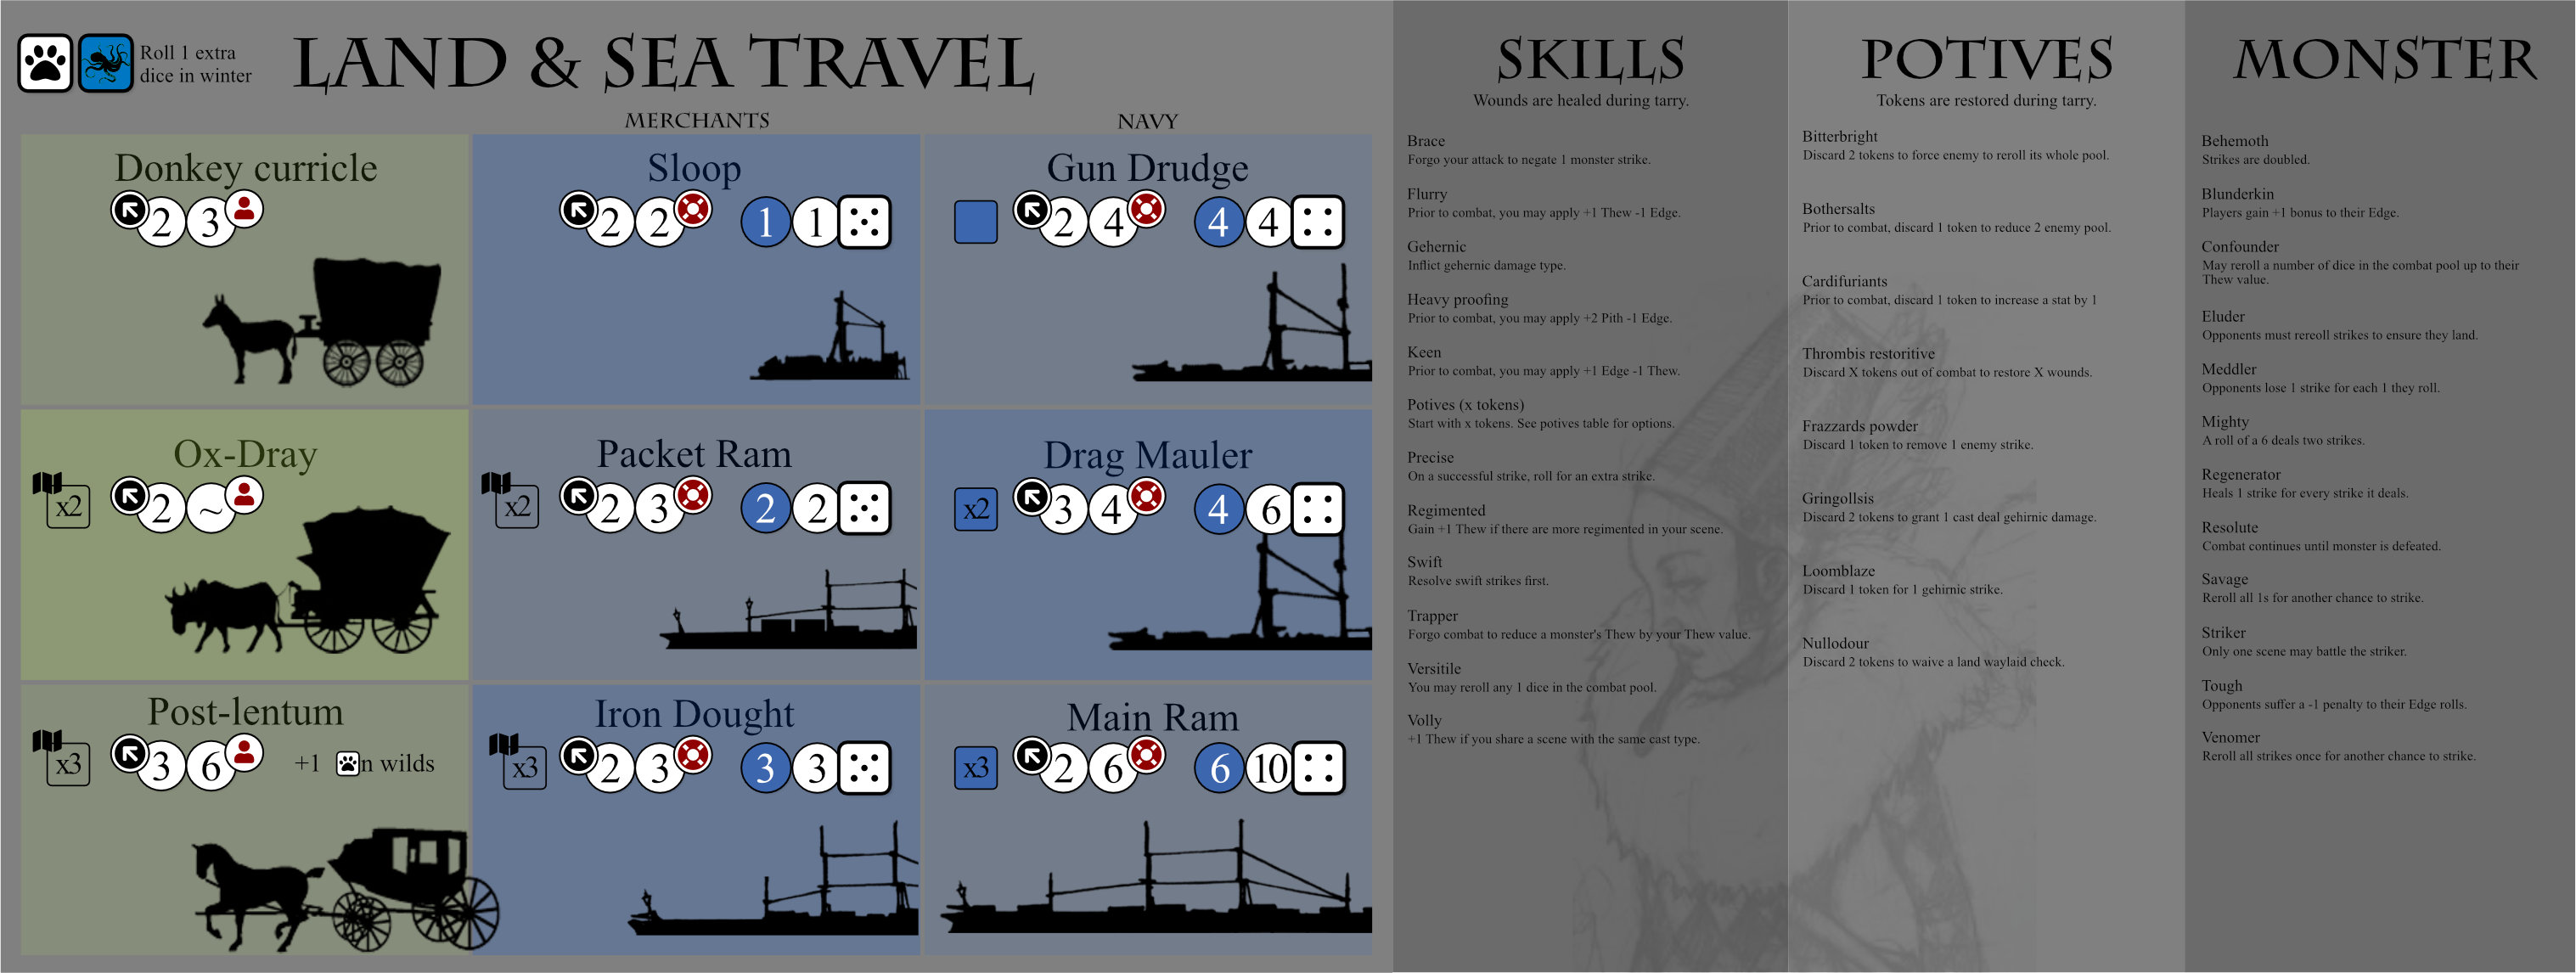 Roll 1 extra
dice in winter
LAND & SEA TRAVEL
MERCHANTS
NAVY
Donkey curricle
2 3
Sloop
2 2 1 1
Gun Drudge
2 4 4 4
Ox-Dray
x2 2 ~
Packet Ram
x2 2 3 2 2
Drag Mauler
x2 3 4 4 6
Post-lentum
x3 3 6 +1 n wilds
Iron Dought
x3 2 3 3 3
Main Ram
x3 2 6 6 10
SKILLS
Wounds are healed during tarry.
Brace
Forgo your attack to negate 1 monster strike.
Flurry
Prior to combat, you may apply +1 Thew -1 Edge.
Gehernic
Inflict gehernic damage type.
Heavy proofing
Prior to combat, you may apply +2 Pith -1 Edge.
Keen
Prior to combat, you may apply +1 Edge -1 Thew.
Potives (x tokens)
Start with x tokens. See potives table for options.
Precise
On a successful strike, roll for an extra strike.
Regimented
Gain +1 Thew if there are more regimented in your scene.
Swift
Resolve swift strikes first.
Trapper
Forgo combat to reduce a monster's Thew by your Thew value.
Versitile
You may reroll any 1 dice in the combat pool.
Volly
+1 Thew if you share a scene with the same cast type.
POTIVES
Tokens are restored during tarry.
Bitterbright
Discard 2 tokens to force enemy to reroll its whole pool.
Bothersalts
Prior to combat, discard 1 token to reduce 2 enemy pool.
Cardifuriants
Prior to combat, discard 1 token to increase a stat by 1
Thrombis restoritive
Discard X tokens out of combat to restore X wounds.
Frazzards powder
Discard 1 token to remove 1 enemy strike.
Gringollsis
Discard 2 tokens to grant 1 cast deal gehirnic damage.
Loomblaze
Discard 1 token for 1 gehirnic strike.
Nullodour
Discard 2 tokens to waive a land waylaid check.
MONSTER
Behemoth
Strikes are doubled.
Blunderkin
Players gain +1 bonus to their Edge.
Confounder
May reroll a number of dice in the combat pool up to their
Thew value.
Eluder
Opponents must rereoll strikes to ensure they land.
Meddler
Opponents lose 1 strike for each 1 they roll.
Mighty
A roll of a 6 deals two strikes.
Regenerator
Heals 1 strike for every strike it deals.
Resolute
Combat continues until monster is defeated.
Savage
Reroll all 1s for another chance to strike.
Striker
Only one scene may battle the striker.
Tough
Opponents suffer a -1 penalty to their Edge rolls.
Venomer
Reroll all strikes once for another chance to strike.